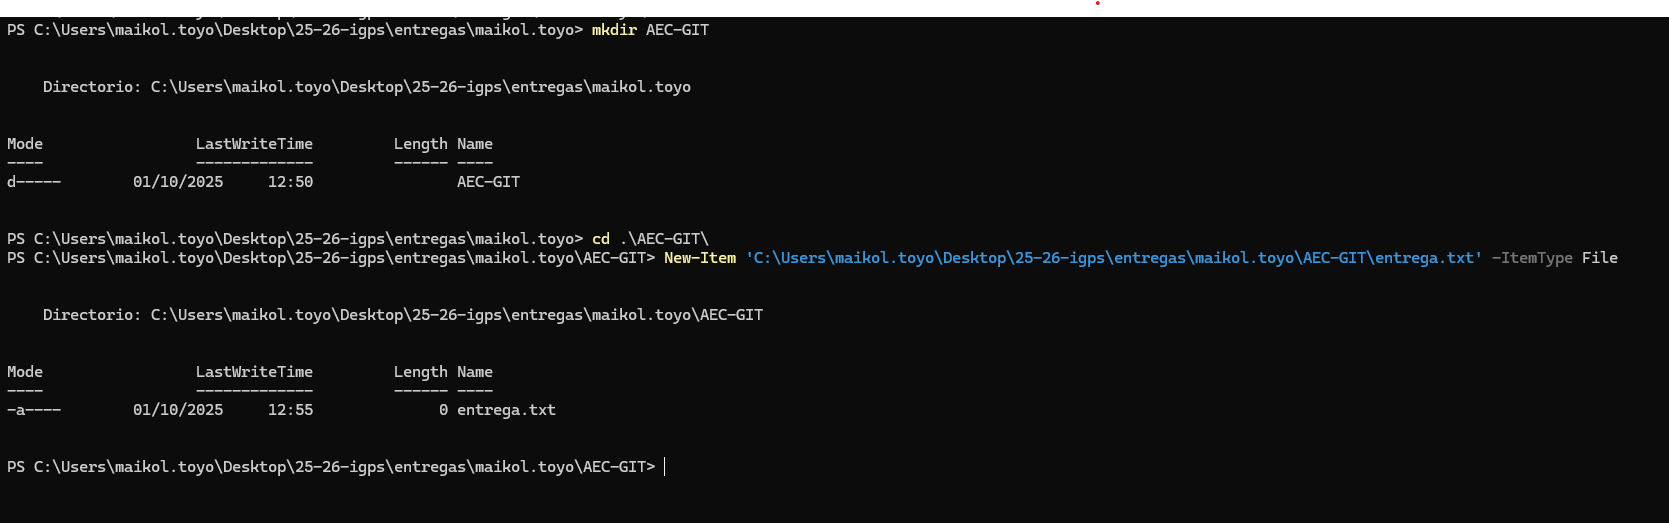 PS C:\Users\maikol.toyo\Desktop\25-26-igps\entregas\maikol.toyo> mkdir AEC-GIT
Directorio: C:\Users\maikol.toyo\Desktop\25-26-igps\entregas\maikol.toyo
Mode                 LastWriteTime         Length Name
----                 -------------         ------ ----
d-----        01/10/2025     12:50                AEC-GIT
PS C:\Users\maikol.toyo\Desktop\25-26-igps\entregas\maikol.toyo> cd .\AEC-GIT\
PS C:\Users\maikol.toyo\Desktop\25-26-igps\entregas\maikol.toyo\AEC-GIT> New-Item 'C:\Users\maikol.toyo\Desktop\25-26-igps\entregas\maikol.toyo\AEC-GIT\entrega.txt' -ItemType File
Directorio: C:\Users\maikol.toyo\Desktop\25-26-igps\entregas\maikol.toyo\AEC-GIT
Mode                 LastWriteTime         Length Name
----                 -------------         ------ ----
-a----        01/10/2025     12:55              0 entrega.txt
PS C:\Users\maikol.toyo\Desktop\25-26-igps\entregas\maikol.toyo\AEC-GIT>